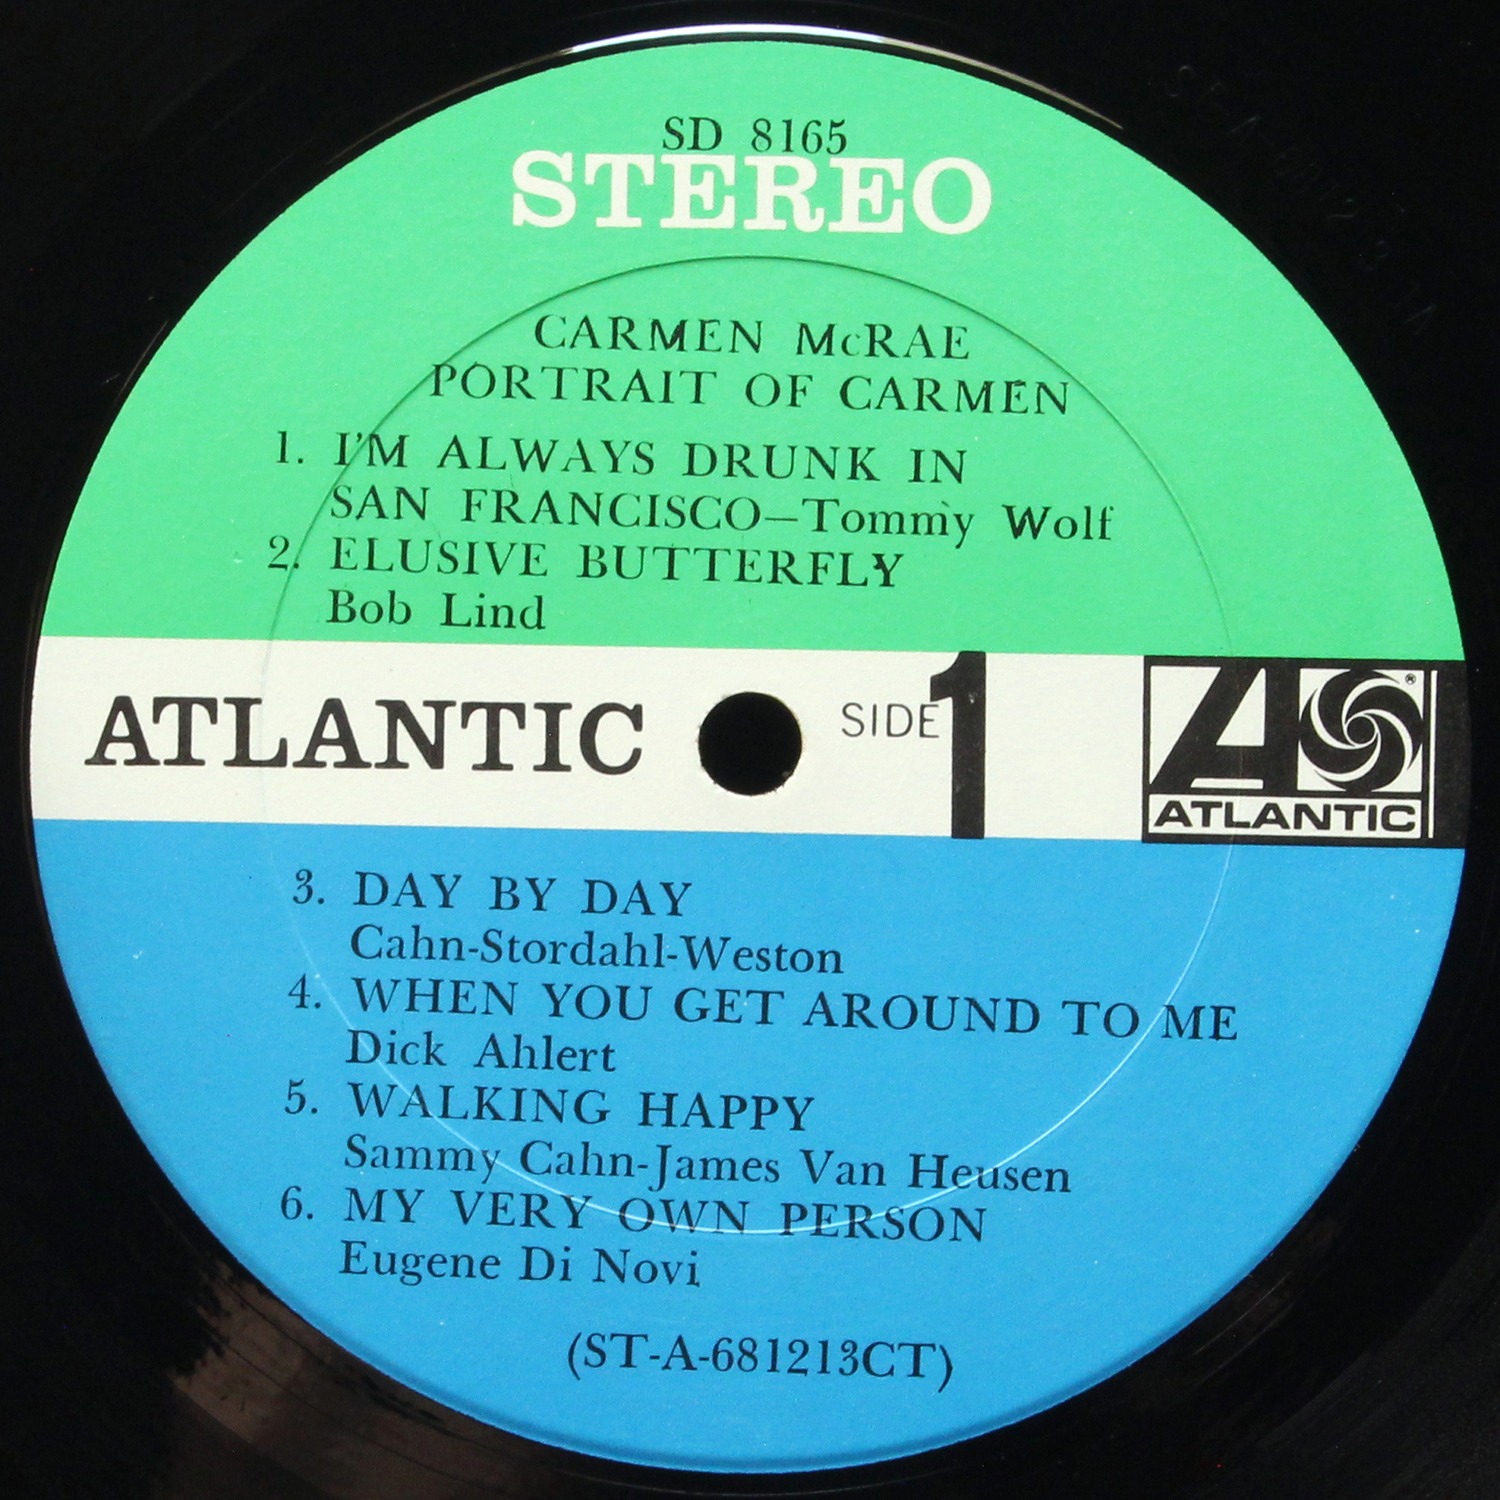 SD 8165
STEREO
CARMEN McRAE
PORTRAIT OF CARMEN
1. I'M ALWAYS DRUNK IN
SAN FRANCISCO—Tommy Wolf
2. ELUSIVE BUTTERFLY
Bob Lind
ATLANTIC
SIDE 1
A ®
ATLANTIC
3. DAY BY DAY
Cahn-Stordahl-Weston
4. WHEN YOU GET AROUND TO ME
Dick Ahlert
5. WALKING HAPPY
Sammy Cahn-James Van Heusen
6. MY VERY OWN PERSON
Eugene Di Novi
(ST-A-681213CT)